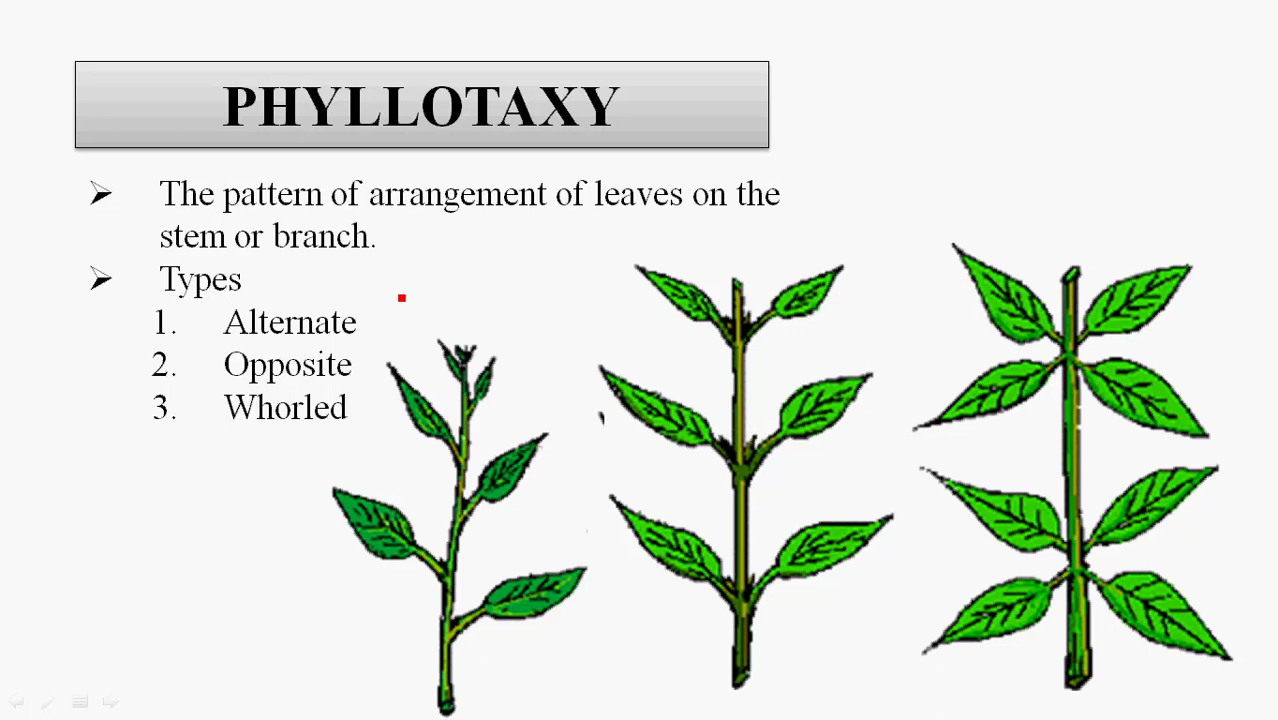 PHYLLOTAXY
The pattern of arrangement of leaves on the
stem or branch.
Types
1. Alternate
2. Opposite
3. Whorled